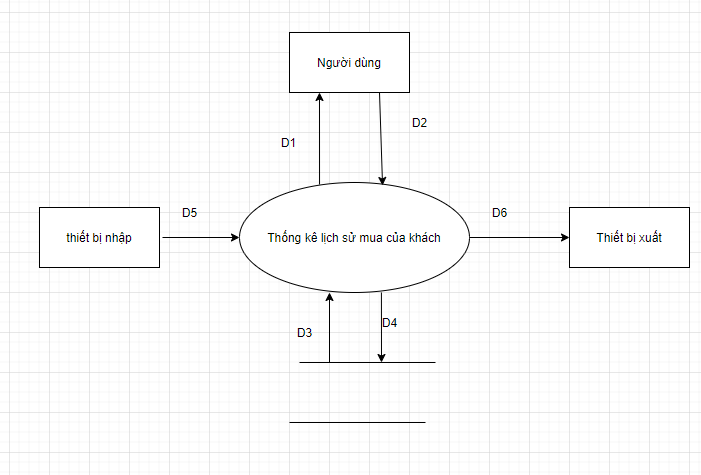 Người dùng
D1
D2
D5
D6
thiết bị nhập
Thống kê lịch sử mua của khách
Thiết bị xuất
D3
D4